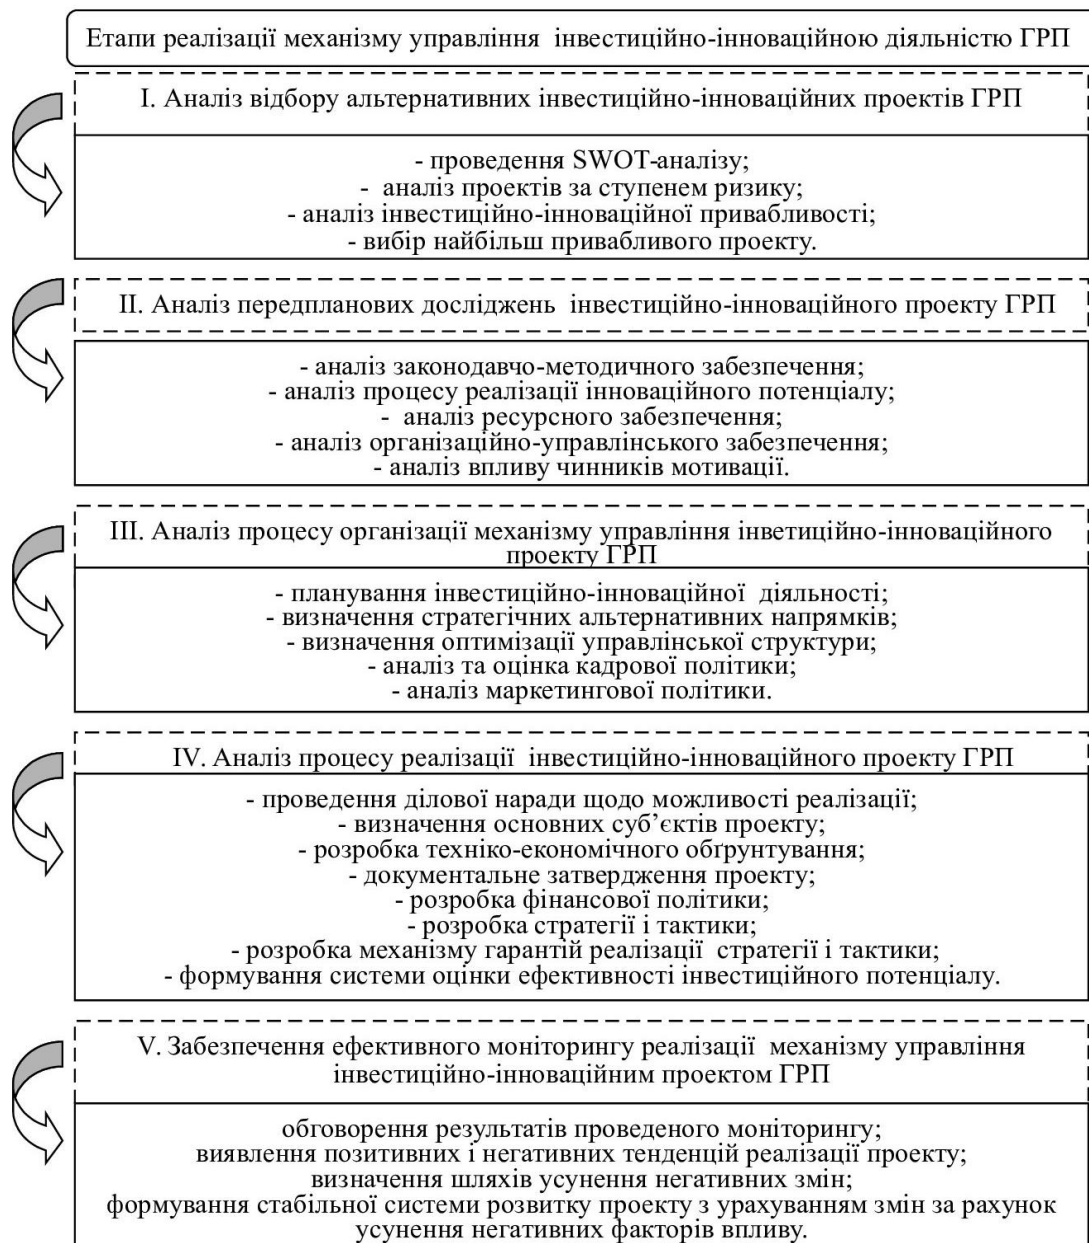 Етапи реалізації механізму управління інвестиційно-інноваційною діяльністю ГРП
І. Аналіз відбору альтернативних інвестиційно-інноваційних проектів ГРП
- проведення SWOT-аналізу;
- аналіз проектів за ступенем ризику;
- аналіз інвестиційно-інноваційної привабливості;
- вибір найбільш привабливого проекту.
ІІ. Аналіз передпланових досліджень інвестиційно-інноваційного проекту ГРП
- аналіз законодавчо-методичного забезпечення;
- аналіз процесу реалізації інноваційного потенціалу;
- аналіз ресурсного забезпечення;
- аналіз організаційно-управлінського забезпечення;
- аналіз впливу чинників мотивації.
ІІІ. Аналіз процесу організації механізму управління інветиційно-інноваційного
проекту ГРП
- планування інвестиційно-інноваційної діяльності;
- визначення стратегічних альтернативних напрямків;
- визначення оптимізації управлінської структури;
- аналіз та оцінка кадрової політики;
- аналіз маркетингової політики.
IV. Аналіз процесу реалізації інвестиційно-інноваційного проекту ГРП
- проведення ділової наради щодо можливості реалізації;
- визначення основних суб’єктів проекту;
- розробка техніко-економічного обґрунтування;
- документальне затвердження проекту;
- розробка фінансової політики;
- розробка стратегії і тактики;
- розробка механізму гарантій реалізації стратегії і тактики;
- формування системи оцінки ефективності інвестиційного потенціалу.
V. Забезпечення ефективного моніторингу реалізації механізму управління
інвестиційно-інноваційним проектом ГРП
обговорення результатів проведеного моніторингу;
виявлення позитивних і негативних тенденцій реалізації проекту;
визначення шляхів усунення негативних змін;
формування стабільної системи розвитку проекту з урахуванням змін за рахунок
усунення негативних факторів впливу.